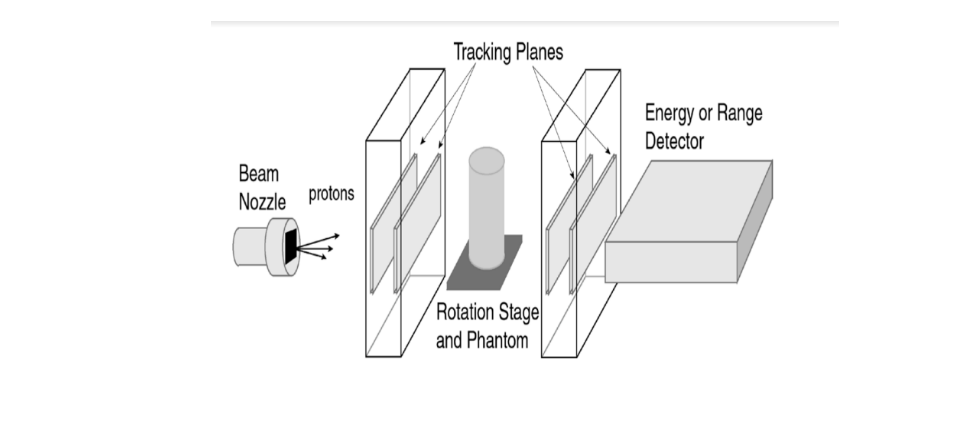 Tracking Planes
Energy or Range
Detector
Beam
Nozzle
protons
Rotation Stage
and Phantom